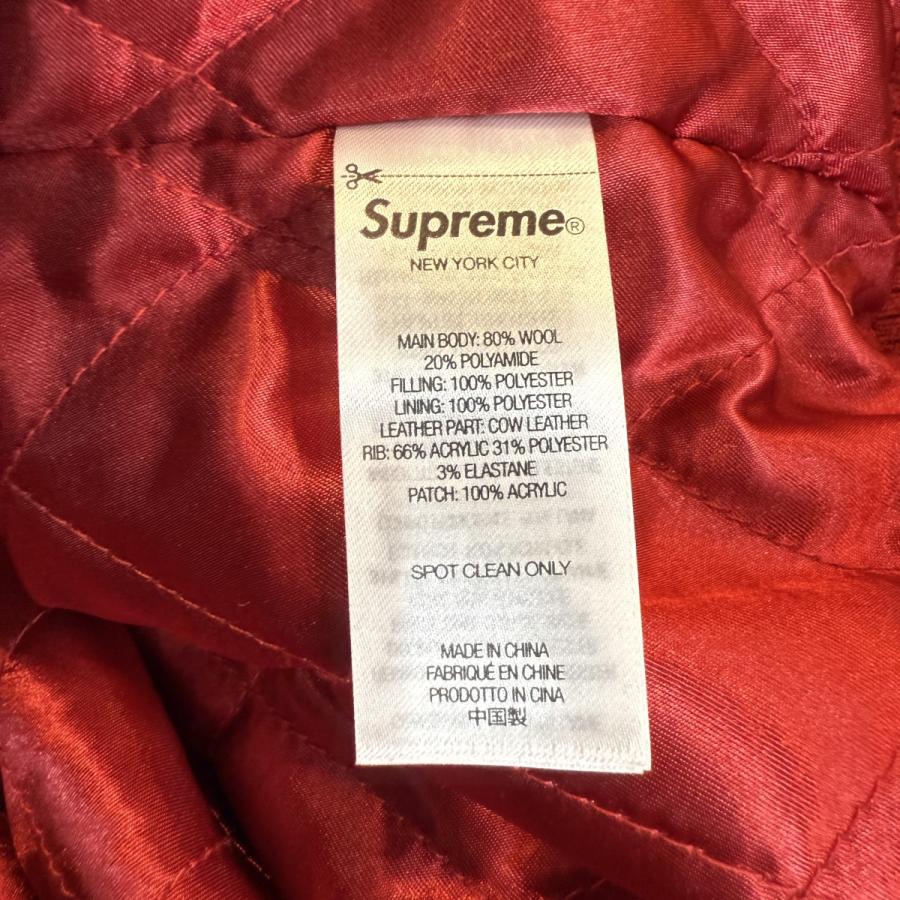 Supreme®
NEW YORK CITY
MAIN BODY: 80% WOOL
20% POLYAMIDE
FILLING: 100% POLYESTER
LINING: 100% POLYESTER
LEATHER PART: COW LEATHER
RIB: 66% ACRYLIC 31% POLYESTER
3% ELASTANE
PATCH: 100% ACRYLIC
SPOT CLEAN ONLY
MADE IN CHINA
FABRIQUÉ EN CHINE
PRODOTTO IN CINA
中国製